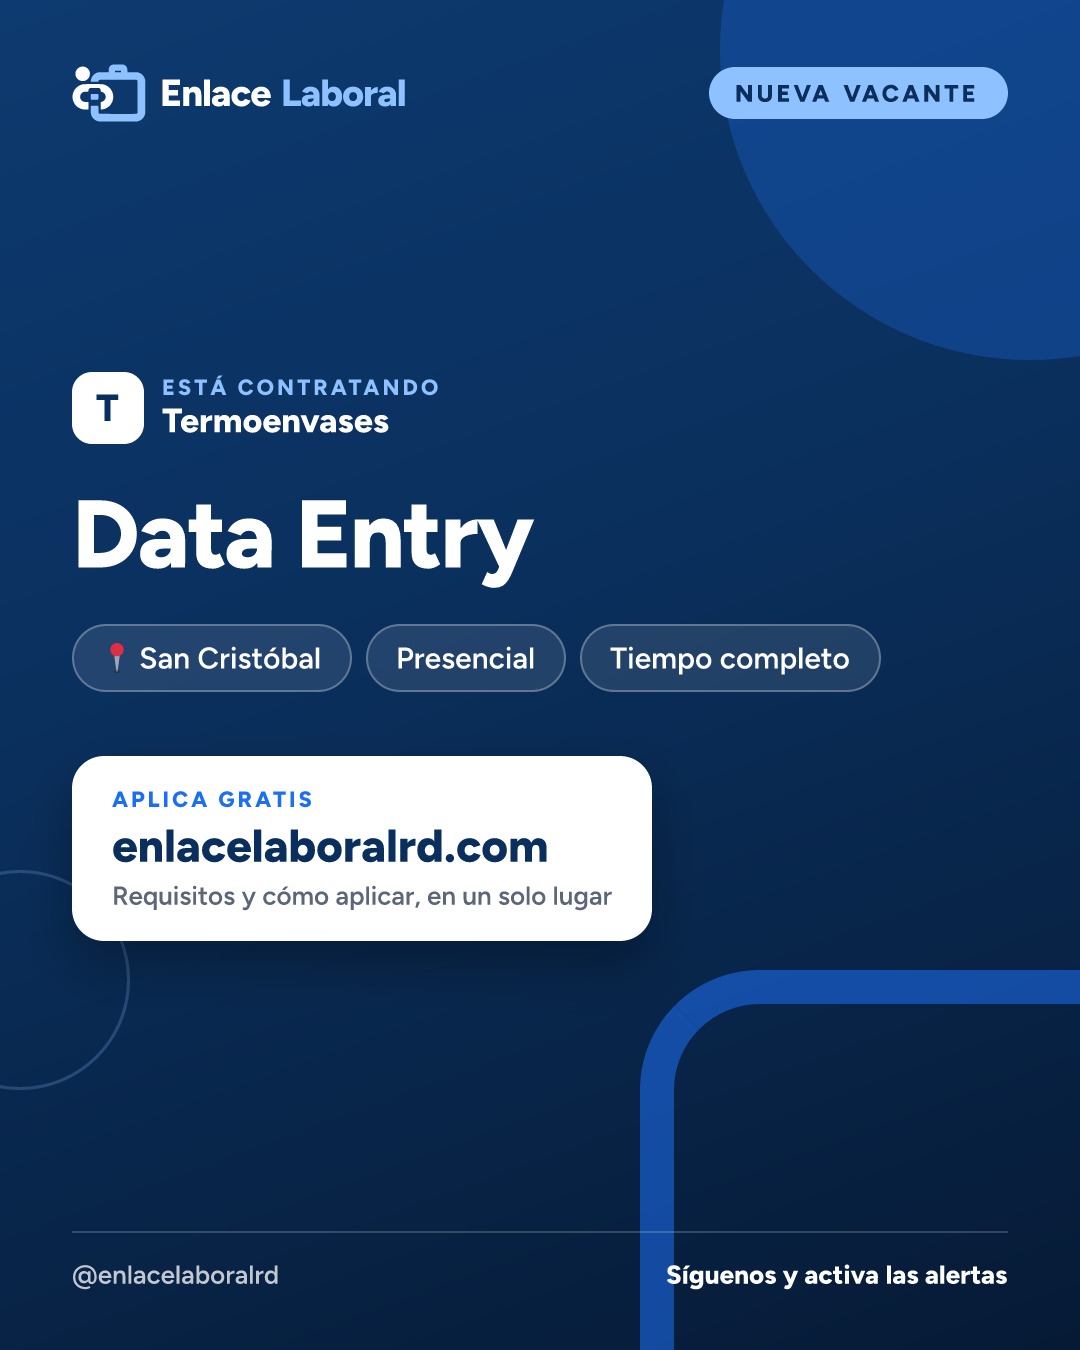 Enlace Laboral
NUEVA VACANTE
T
ESTÁ CONTRATANDO
Termoenvases
Data Entry
📍 San Cristóbal
Presencial
Tiempo completo
APLICA GRATIS
enlacelaboralrd.com
Requisitos y cómo aplicar, en un solo lugar
@enlacelaboralrd
Síguenos y activa las alertas